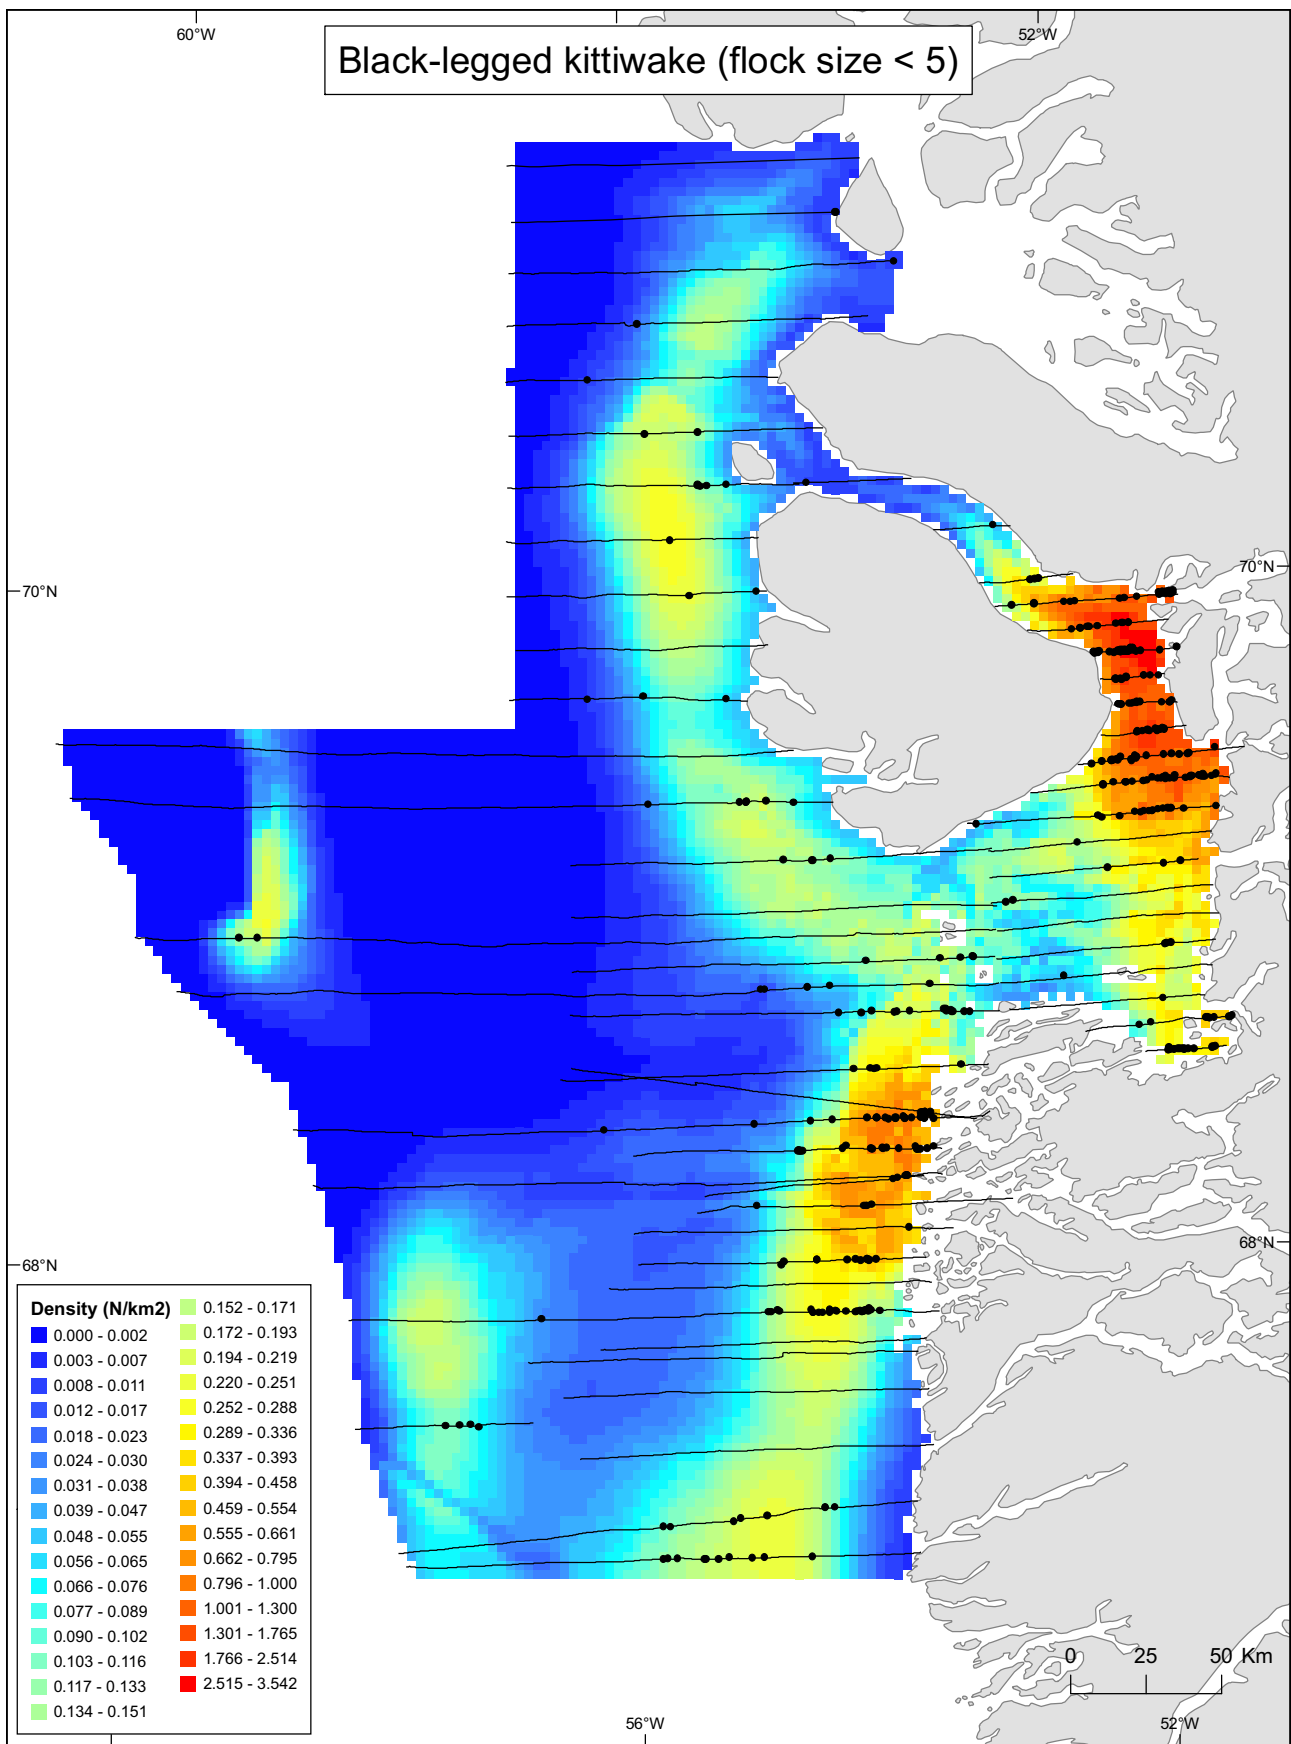 60°W
52°W
Black-legged kittiwake (flock size < 5)
70°N
70°N
68°N
68°N
Density (N/km2)
0.000 - 0.002
0.003 - 0.007
0.008 - 0.011
0.012 - 0.017
0.018 - 0.023
0.024 - 0.030
0.031 - 0.038
0.039 - 0.047
0.048 - 0.055
0.056 - 0.065
0.066 - 0.076
0.077 - 0.089
0.090 - 0.102
0.103 - 0.116
0.117 - 0.133
0.134 - 0.151
0.152 - 0.171
0.172 - 0.193
0.194 - 0.219
0.220 - 0.251
0.252 - 0.288
0.289 - 0.336
0.337 - 0.393
0.394 - 0.458
0.459 - 0.554
0.555 - 0.661
0.662 - 0.795
0.796 - 1.000
1.001 - 1.300
1.301 - 1.765
1.766 - 2.514
2.515 - 3.542
0 25 50 Km
56°W
52°W